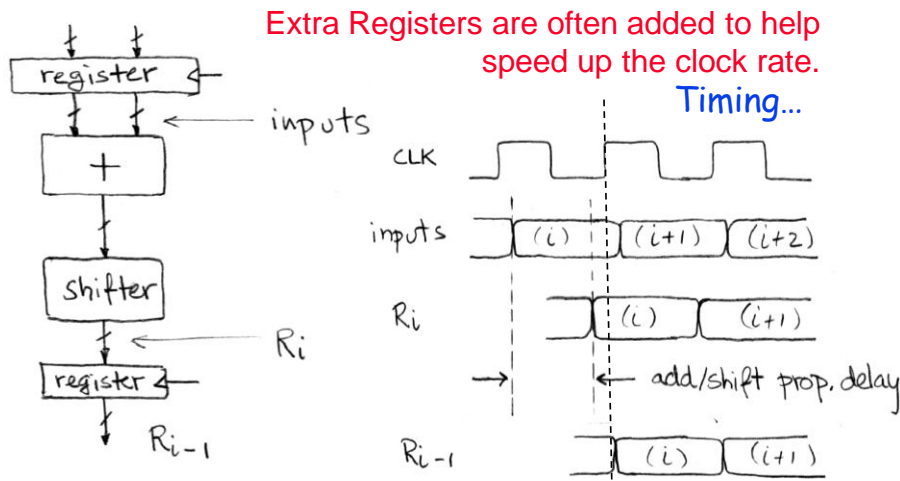 Extra Registers are often added to help
speed up the clock rate.
Timing...
register
inputs
+
shifter
Ri
register
Ri-1
CLK
inputs (i) (i+1) (i+2)
Ri (i) (i+1)
add/shift prop. delay
Ri-1 (i) (i+1)